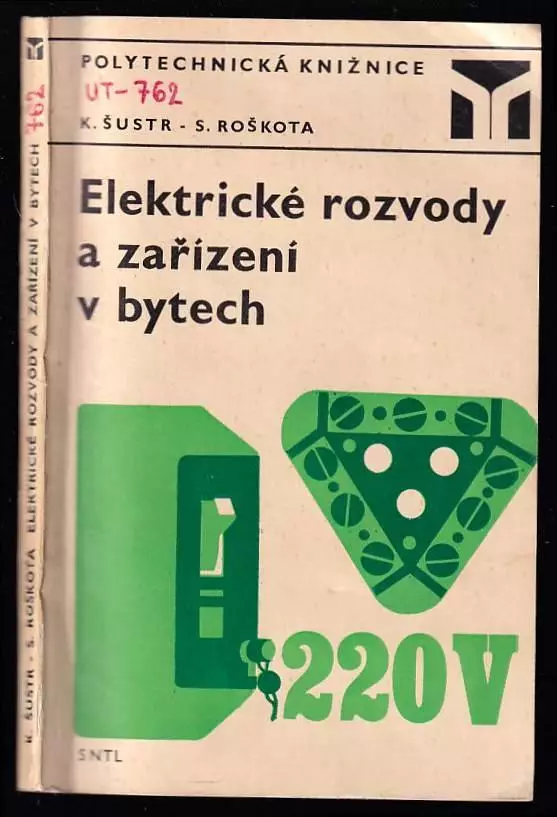 POLYTECHNICKÁ KNIŽNICE
UT-762
K. ŠUSTR - S. ROŠKOTA
Elektrické rozvody
a zařízení
v bytech
220V
SNTL
K. ŠUSTR - S. ROŠKOTA ELEKTRICKÉ ROZVODY A ZAŘÍZENÍ V BYTECH
762